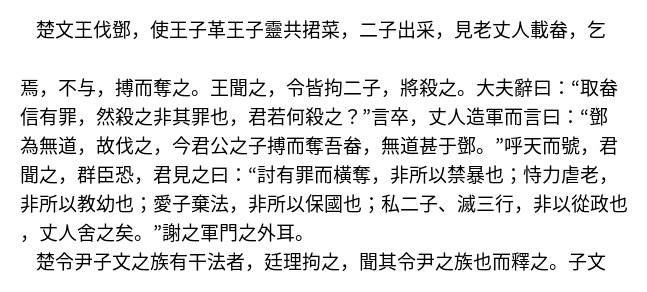 楚文王伐鄧，使王子革王子靈共捃菜，二子出采，見老丈人載畚，乞
焉，不与，搏而奪之。王聞之，令皆拘二子，將殺之。大夫辭曰：“取畚
信有罪，然殺之非其罪也，君若何殺之？”言卒，丈人造軍而言曰：“鄧
為無道，故伐之，今君公之子搏而奪吾畚，無道甚于鄧。”呼天而號，君
聞之，群臣恐，君見之曰：“討有罪而橫奪，非所以禁暴也；恃力虐老，
非所以教幼也；愛子棄法，非所以保國也；私二子、滅三行，非以從政也
，丈人舍之矣。”謝之軍門之外耳。
楚令尹子文之族有干法者，廷理拘之，聞其令尹之族也而釋之。子文